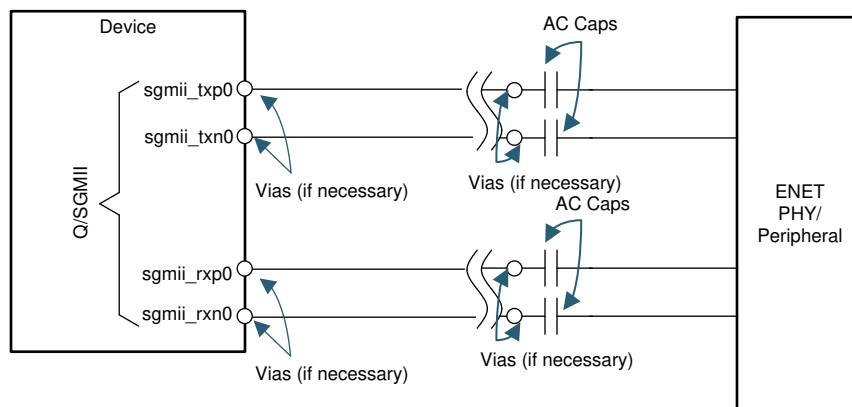 Device
AC Caps
sgmii_txp0
sgmii_txn0
Vias (if necessary)
Vias (if necessary)
Q/SGMII
AC Caps
ENET
PHY/
Peripheral
sgmii_rxp0
sgmii_rxn0
Vias (if necessary)
Vias (if necessary)